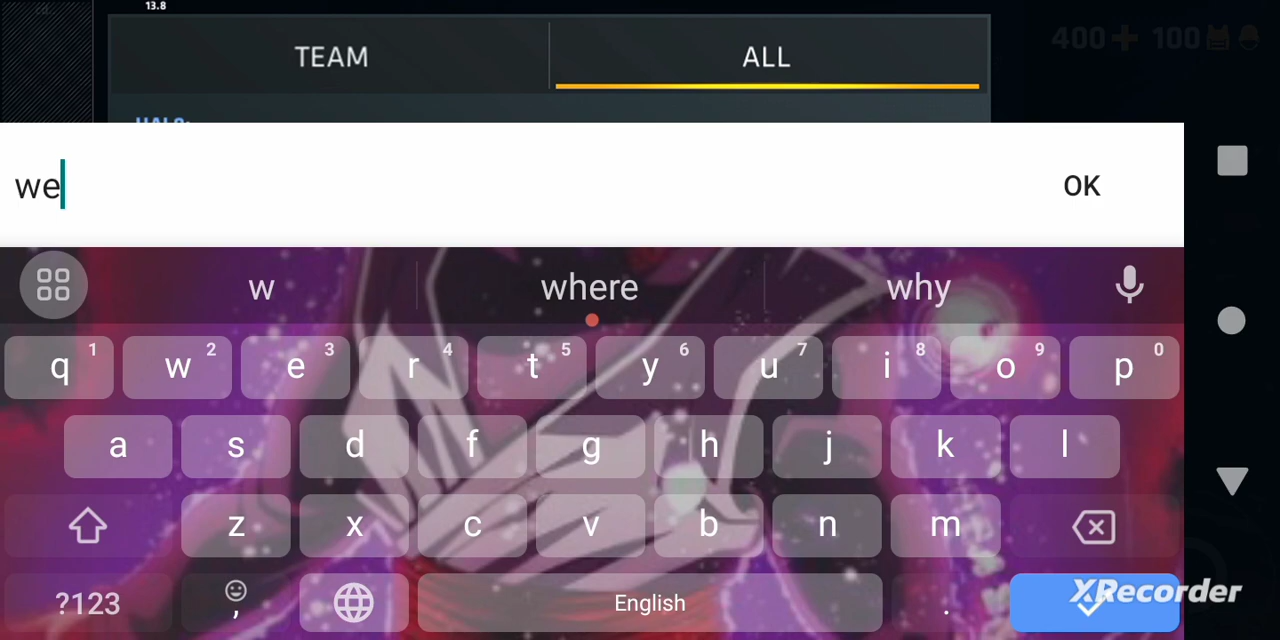 13.8
TEAM ALL
400 100
HALO:
we OK
w where why
q 1 w 2 e 3 r 4 t 5 y 6 u 7 i 8 o 9 p 0
a s d f g h j k l
z x c v b n m
?123 , English .
XRecorder